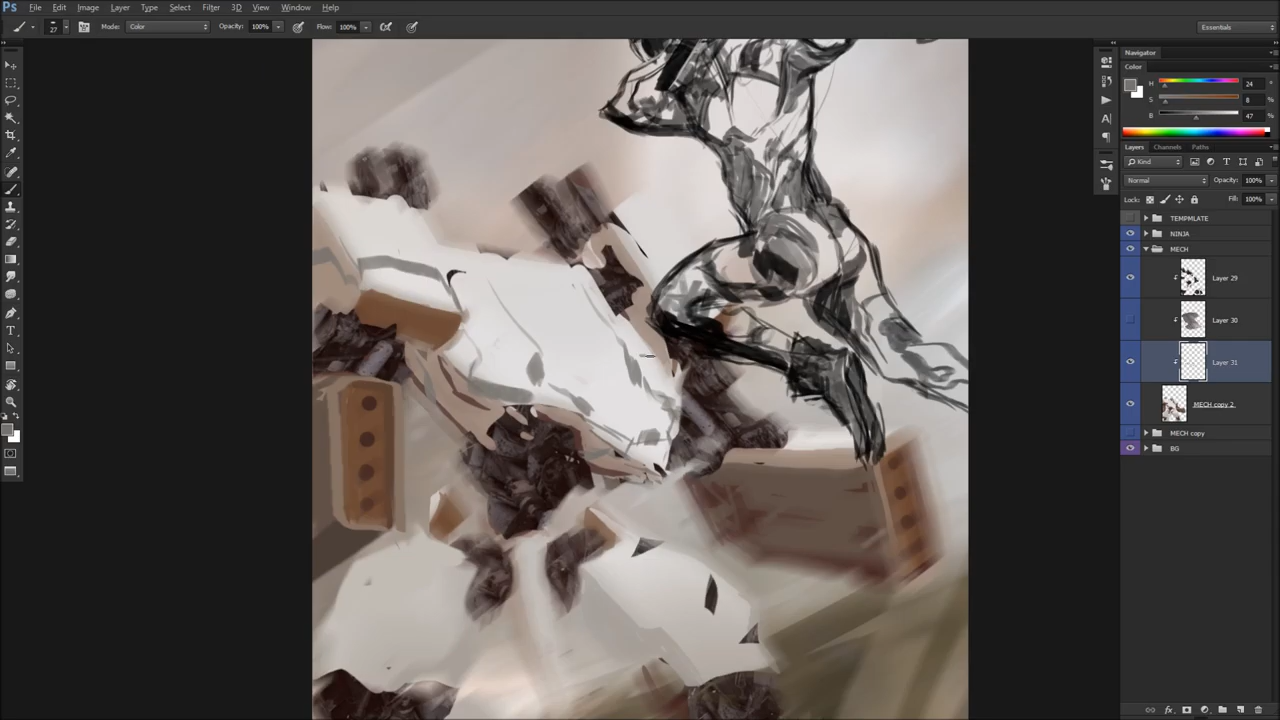 Ps File Edit Image Layer Type Select Filter 3D View Window Help
27 Mode: Color Opacity: 100% Flow: 100% Essentials
Navigator
Color
H 24 °
S 8 %
B 47 %
Layers Channels Paths
Kind
Normal Opacity: 100%
Lock: Fill: 100%
TEMPMLATE
NINJA
MECH
Layer 29
Layer 30
Layer 31
MECH copy 2
MECH copy
BG